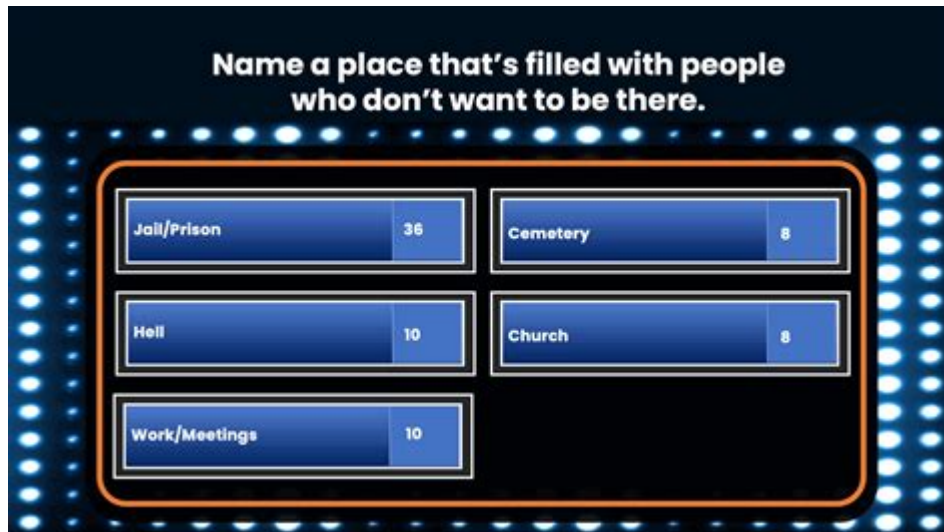 Name a place that's filled with people
who don't want to be there.
Jail/Prison 36
Hell 10
Work/Meetings 10
Cemetery 8
Church 8